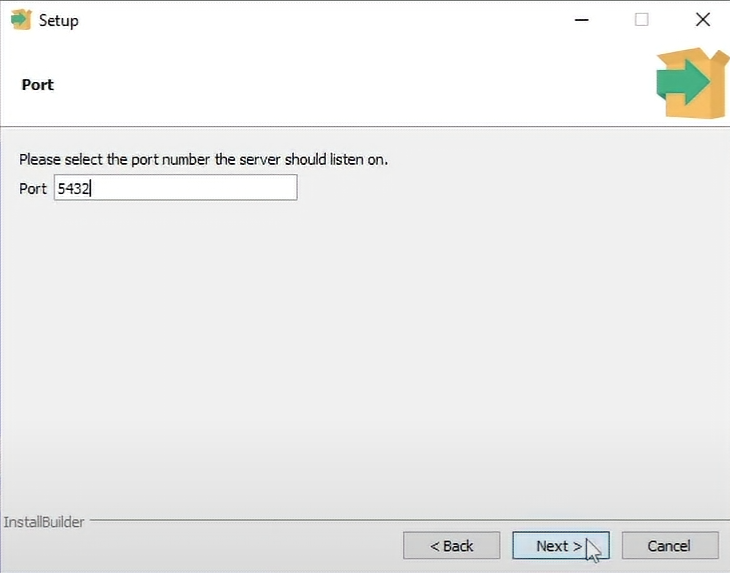 Setup
Port
Please select the port number the server should listen on.
Port 5432
InstallBuilder
< Back Next > Cancel